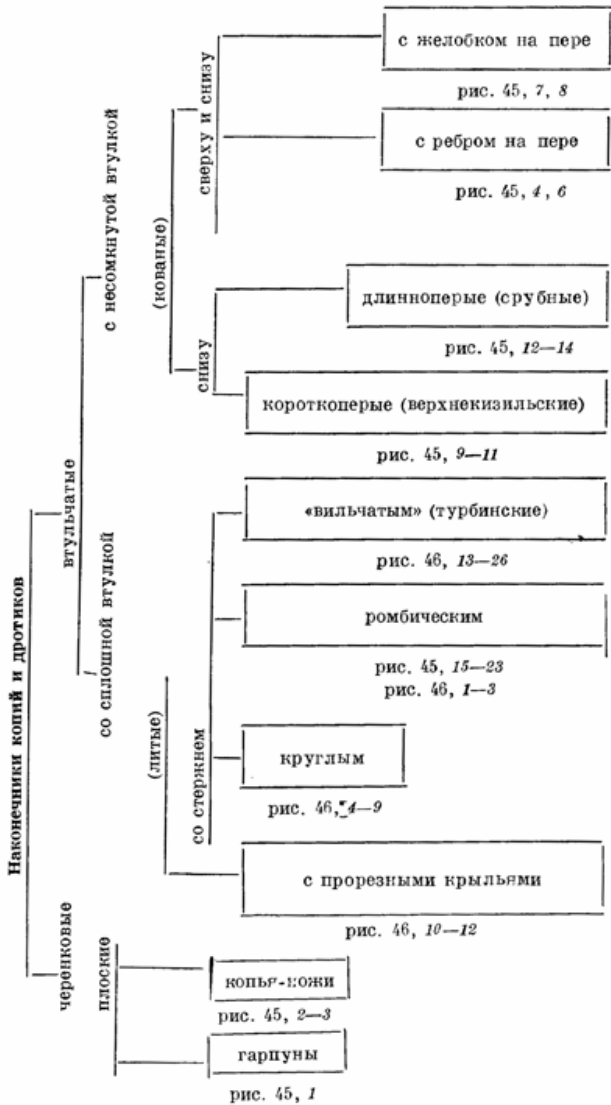 Наконечники копий и дротиков
втульчатые
с несомкнутой втулкой
(кованые)
сверху и снизу
с желобком на пере
рис. 45, 7, 8
с ребром на пере
рис. 45, 4, 6
снизу
длинноперые (срубные)
рис. 45, 12—14
короткоперые (верхнекизильские)
рис. 45, 9—11
со сплошной втулкой
(литые)
со стержнем
«вильчатым» (турбинские)
рис. 46, 13—26
ромбическим
рис. 45, 15—23
рис. 46, 1—3
круглым
рис. 46, 4—9
с прорезными крыльями
рис. 46, 10—12
черенковые
плоские
копья-ножи
рис. 45, 2—3
гарпуны
рис. 45, 1